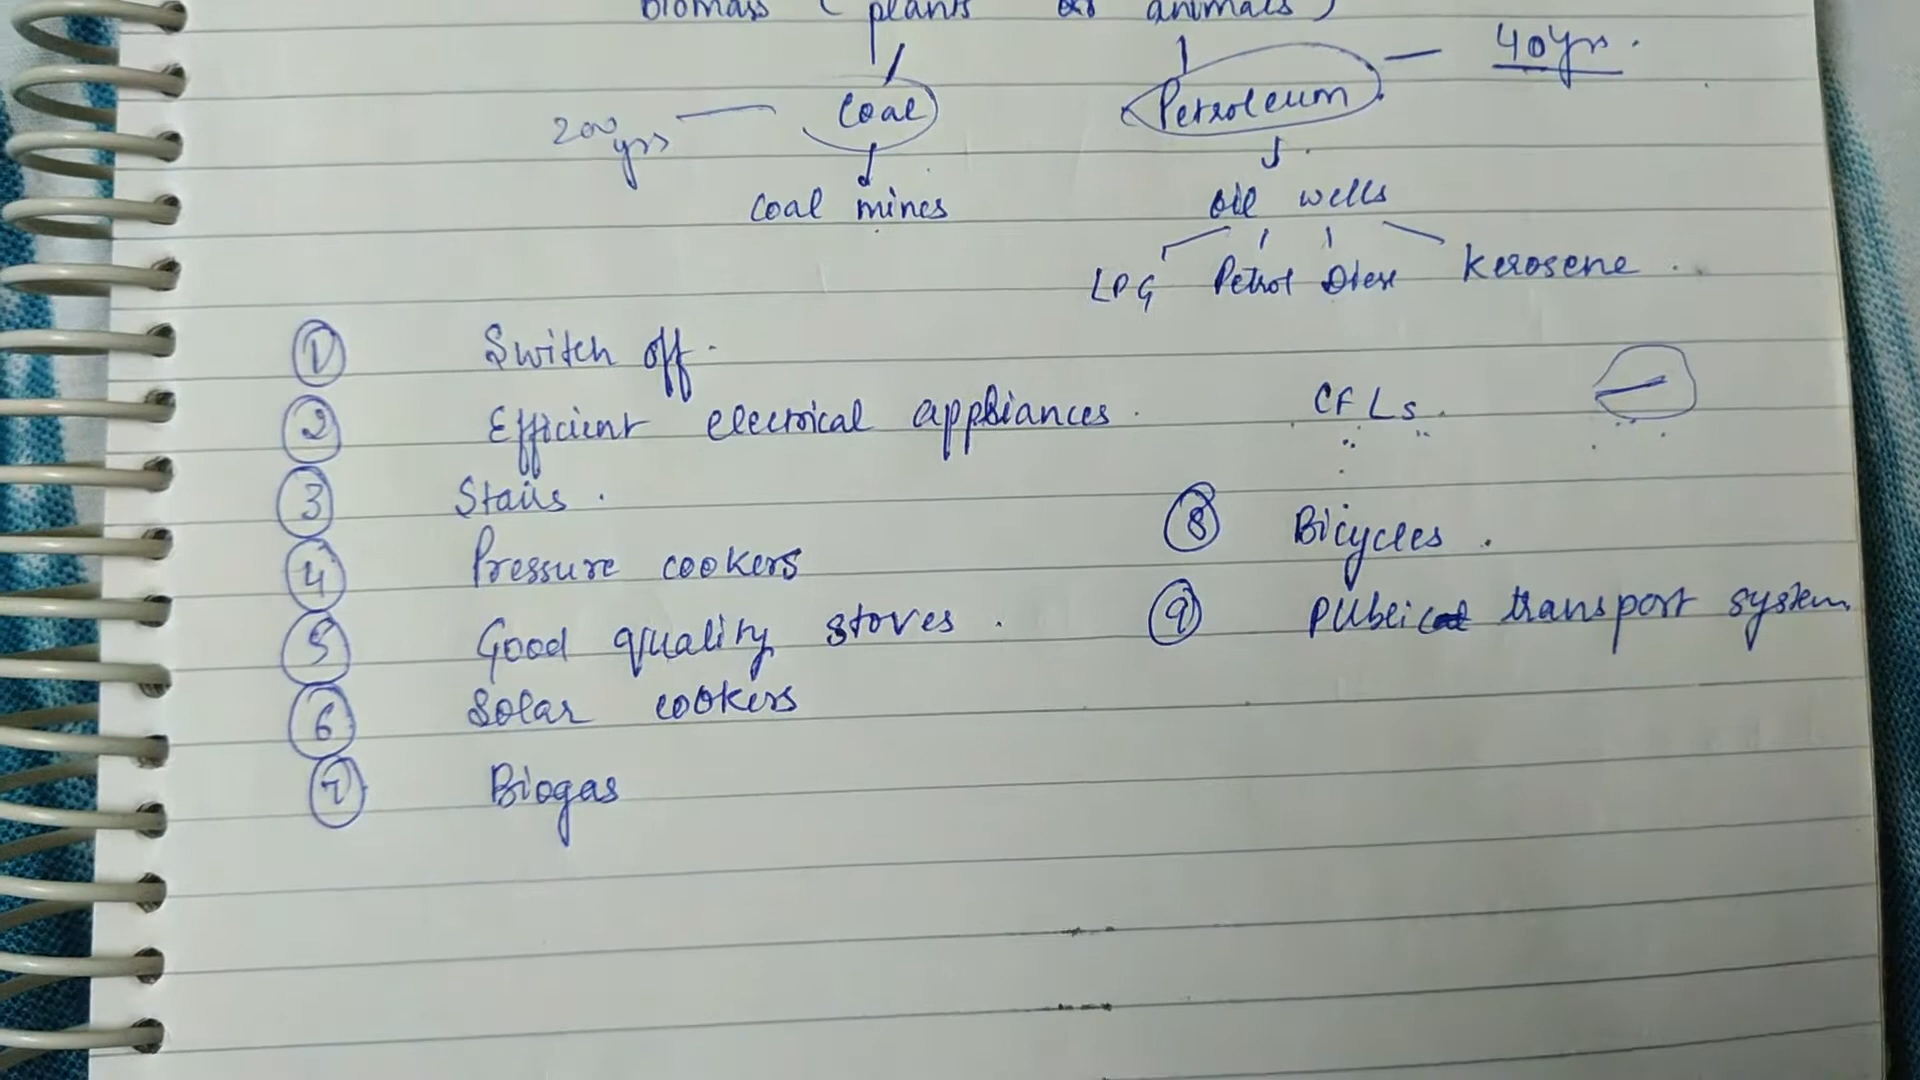 Biomass ( plants animals )
200 yrs — Coal Petroleum — 40 yrs.
coal mines oil wells
LPG Petrol Kerosene
① Switch off.
② Efficient electrical appliances. CFLs.
③ Stairs.
④ Pressure cookers
⑤ Good quality stoves.
⑥ Solar cookers
⑦ Biogas
⑧ Bicycles.
⑨ Public transport system